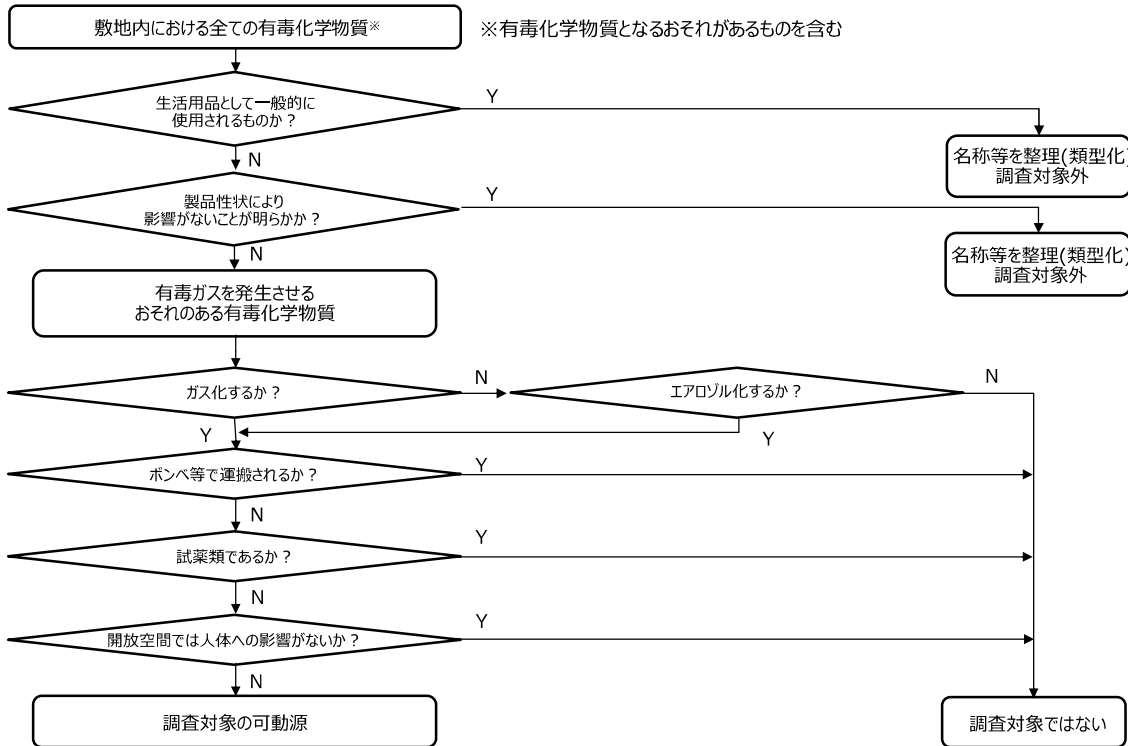 敷地内における全ての有毒化学物質※
※有毒化学物質となるおそれがあるものを含む
生活用品として一般的に
使用されるものか？
Y
N
名称等を整理(類型化)
調査対象外
製品性状により
影響がないことが明らかか？
Y
N
名称等を整理(類型化)
調査対象外
有毒ガスを発生させる
おそれのある有毒化学物質
ガス化するか？
N
エアロゾル化するか？
N
Y
Y
ボンベ等で運搬されるか？
Y
N
試薬類であるか？
Y
N
開放空間では人体への影響がないか？
Y
N
調査対象の可動源
調査対象ではない